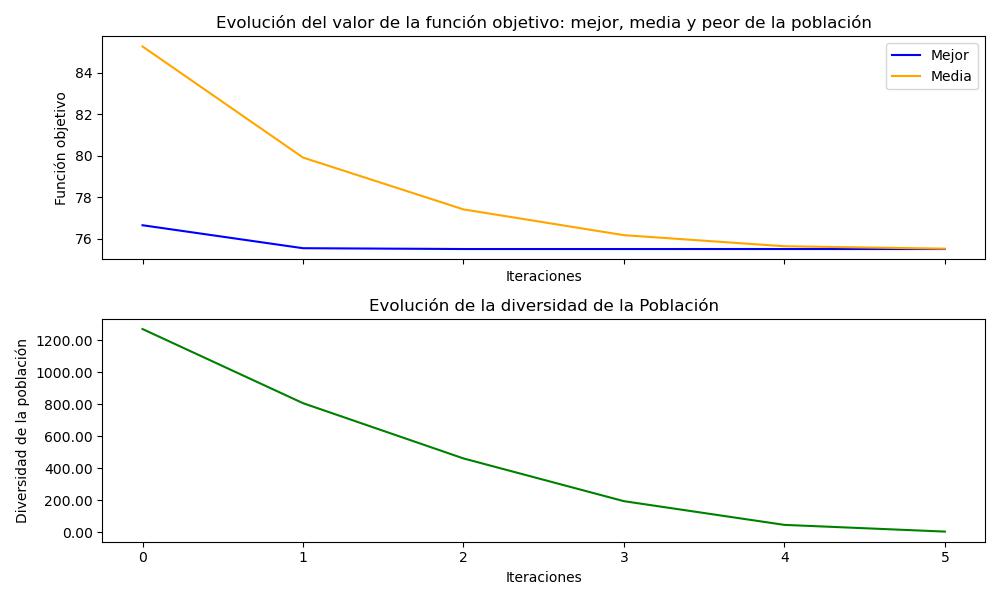 Evolución del valor de la función objetivo: mejor, media y peor de la población
Mejor
Media
Función objetivo
84
82
80
78
76
Iteraciones
Evolución de la diversidad de la Población
Diversidad de la población
1200.00
1000.00
800.00
600.00
400.00
200.00
0.00
0 1 2 3 4 5
Iteraciones